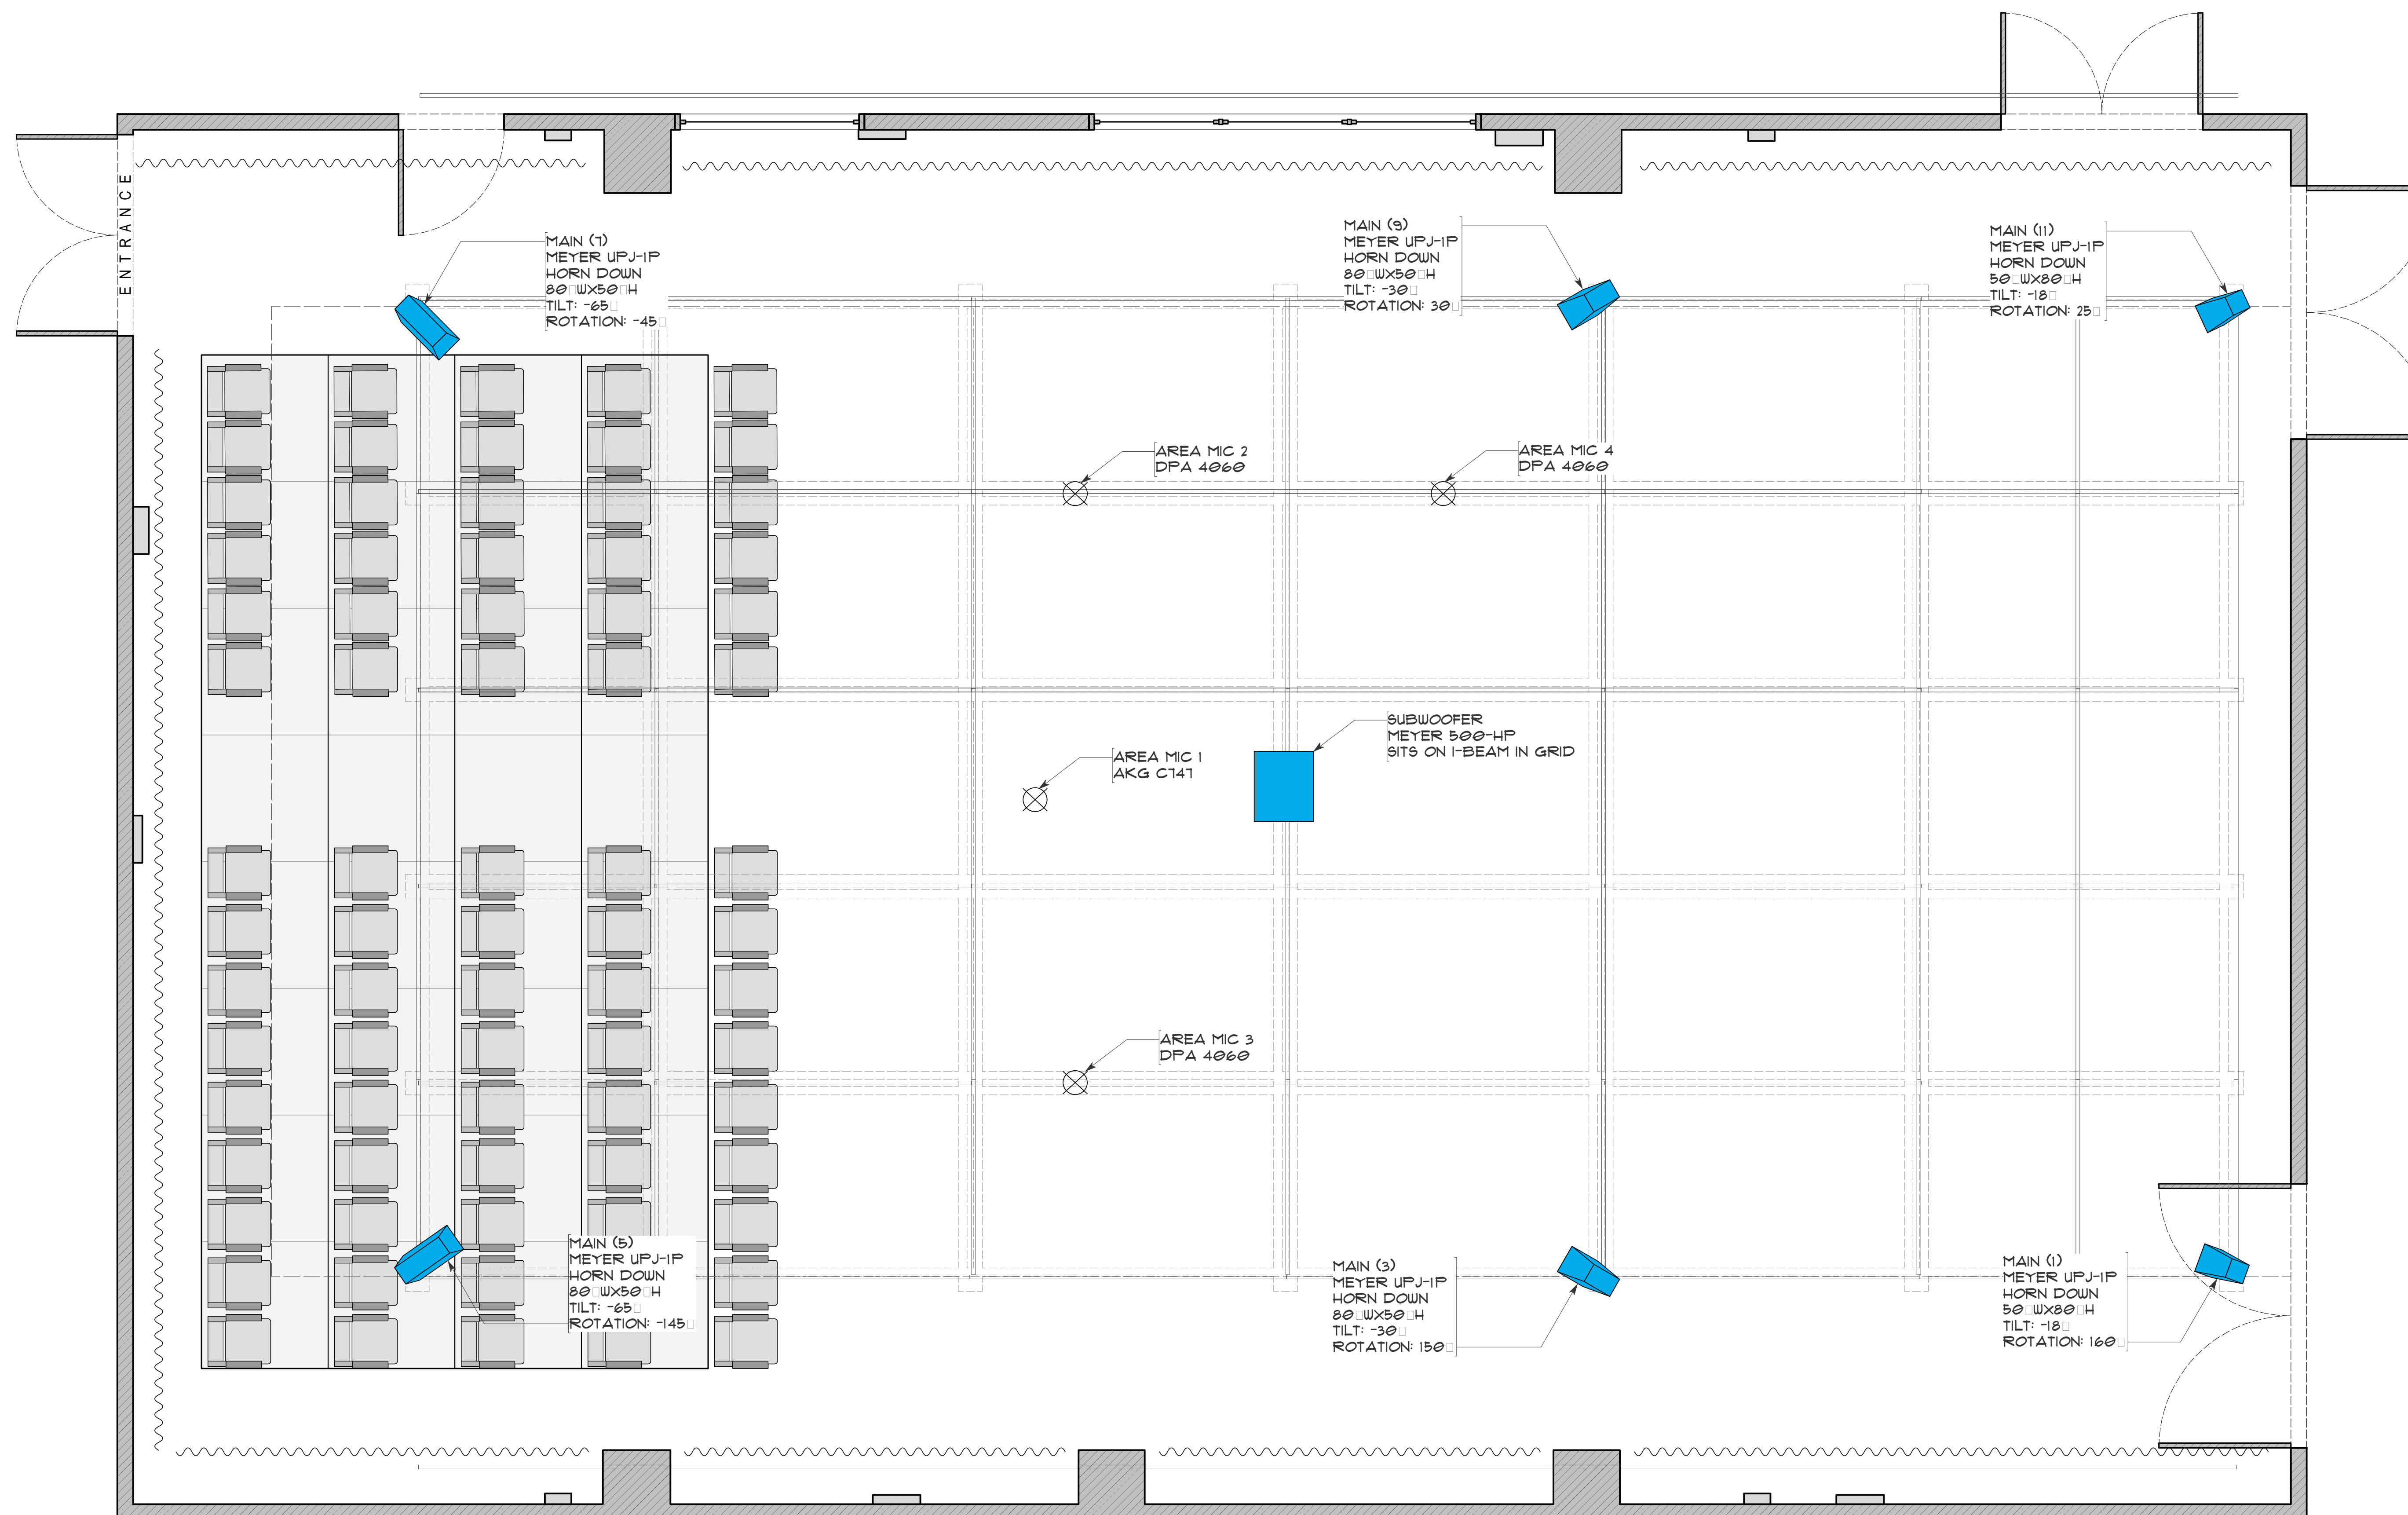 ENTRANCE
MAIN (7)
MEYER UPJ-1P
HORN DOWN
80□WX50□H
TILT: -65□
ROTATION: -45□
MAIN (9)
MEYER UPJ-1P
HORN DOWN
80□WX50□H
TILT: -30□
ROTATION: 30□
MAIN (11)
MEYER UPJ-1P
HORN DOWN
50□WX80□H
TILT: -18□
ROTATION: 25□
AREA MIC 2
DPA 4060
AREA MIC 4
DPA 4060
SUBWOOFER
MEYER 500-HP
SITS ON I-BEAM IN GRID
AREA MIC 1
AKG C747
AREA MIC 3
DPA 4060
MAIN (5)
MEYER UPJ-1P
HORN DOWN
80□WX50□H
TILT: -65□
ROTATION: -145□
MAIN (3)
MEYER UPJ-1P
HORN DOWN
80□WX50□H
TILT: -30□
ROTATION: 150□
MAIN (1)
MEYER UPJ-1P
HORN DOWN
50□WX80□H
TILT: -18□
ROTATION: 160□